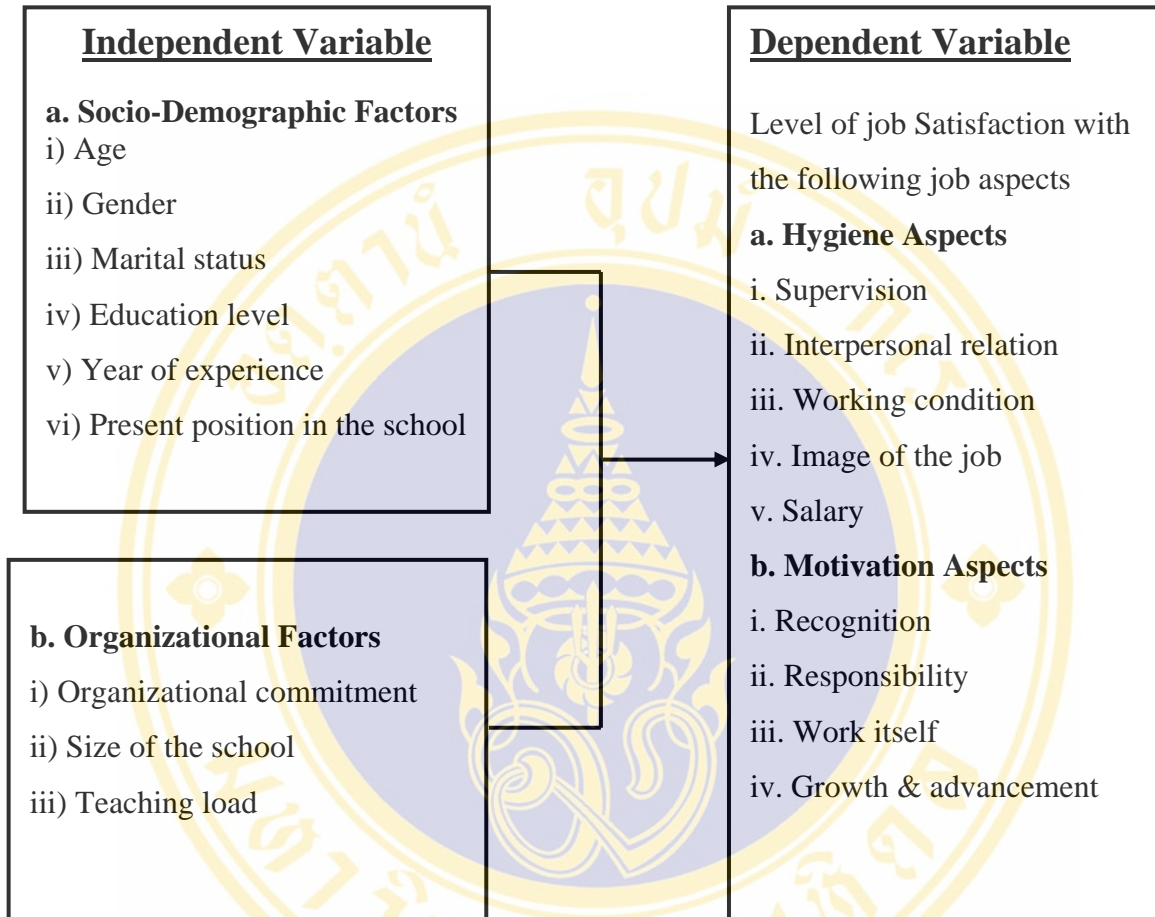 Independent Variable
a. Socio-Demographic Factors
i) Age
ii) Gender
iii) Marital status
iv) Education level
v) Year of experience
vi) Present position in the school
b. Organizational Factors
i) Organizational commitment
ii) Size of the school
iii) Teaching load
Dependent Variable
Level of job Satisfaction with
the following job aspects
a. Hygiene Aspects
i. Supervision
ii. Interpersonal relation
iii. Working condition
iv. Image of the job
v. Salary
b. Motivation Aspects
i. Recognition
ii. Responsibility
iii. Work itself
iv. Growth & advancement